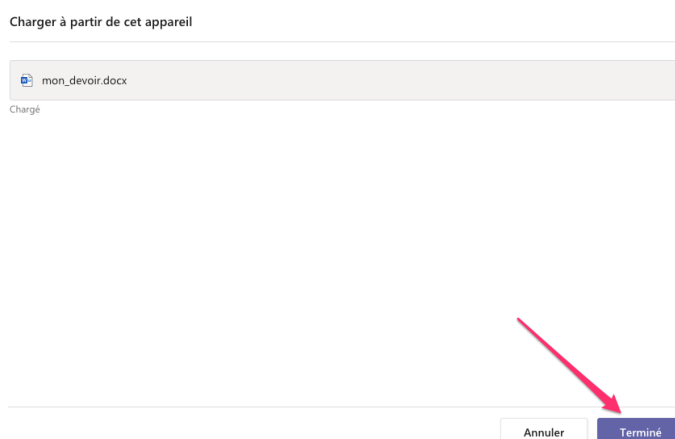 Charger à partir de cet appareil
mon_devoir.docx
Chargé
Annuler Terminé